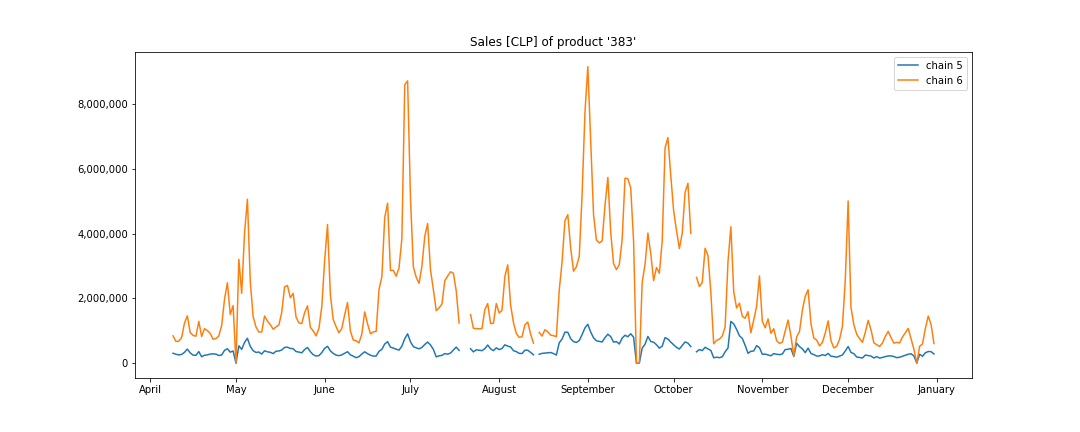 Sales [CLP] of product '383'
chain 5
chain 6
8,000,000
6,000,000
4,000,000
2,000,000
0
April May June July August September October November December January